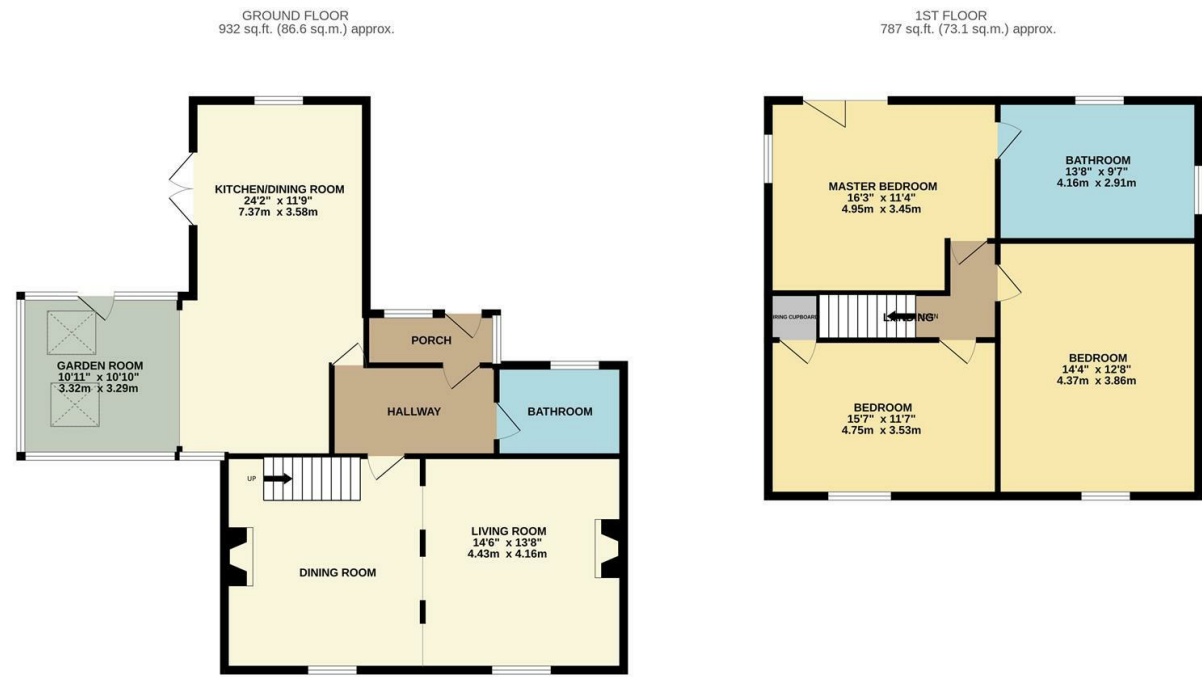 GROUND FLOOR
932 sq.ft. (86.6 sq.m.) approx.
KITCHEN/DINING ROOM
24'2" x 11'9"
7.37m x 3.58m
PORCH
GARDEN ROOM
10'11" x 10'10"
3.32m x 3.29m
HALLWAY
BATHROOM
UP
LIVING ROOM
14'6" x 13'8"
4.43m x 4.16m
DINING ROOM
1ST FLOOR
787 sq.ft. (73.1 sq.m.) approx.
BATHROOM
13'8" x 9'7"
4.16m x 2.91m
MASTER BEDROOM
16'3" x 11'4"
4.95m x 3.45m
CUPBOARD
LANDING
BEDROOM
14'4" x 12'8"
4.37m x 3.86m
BEDROOM
15'7" x 11'7"
4.75m x 3.53m